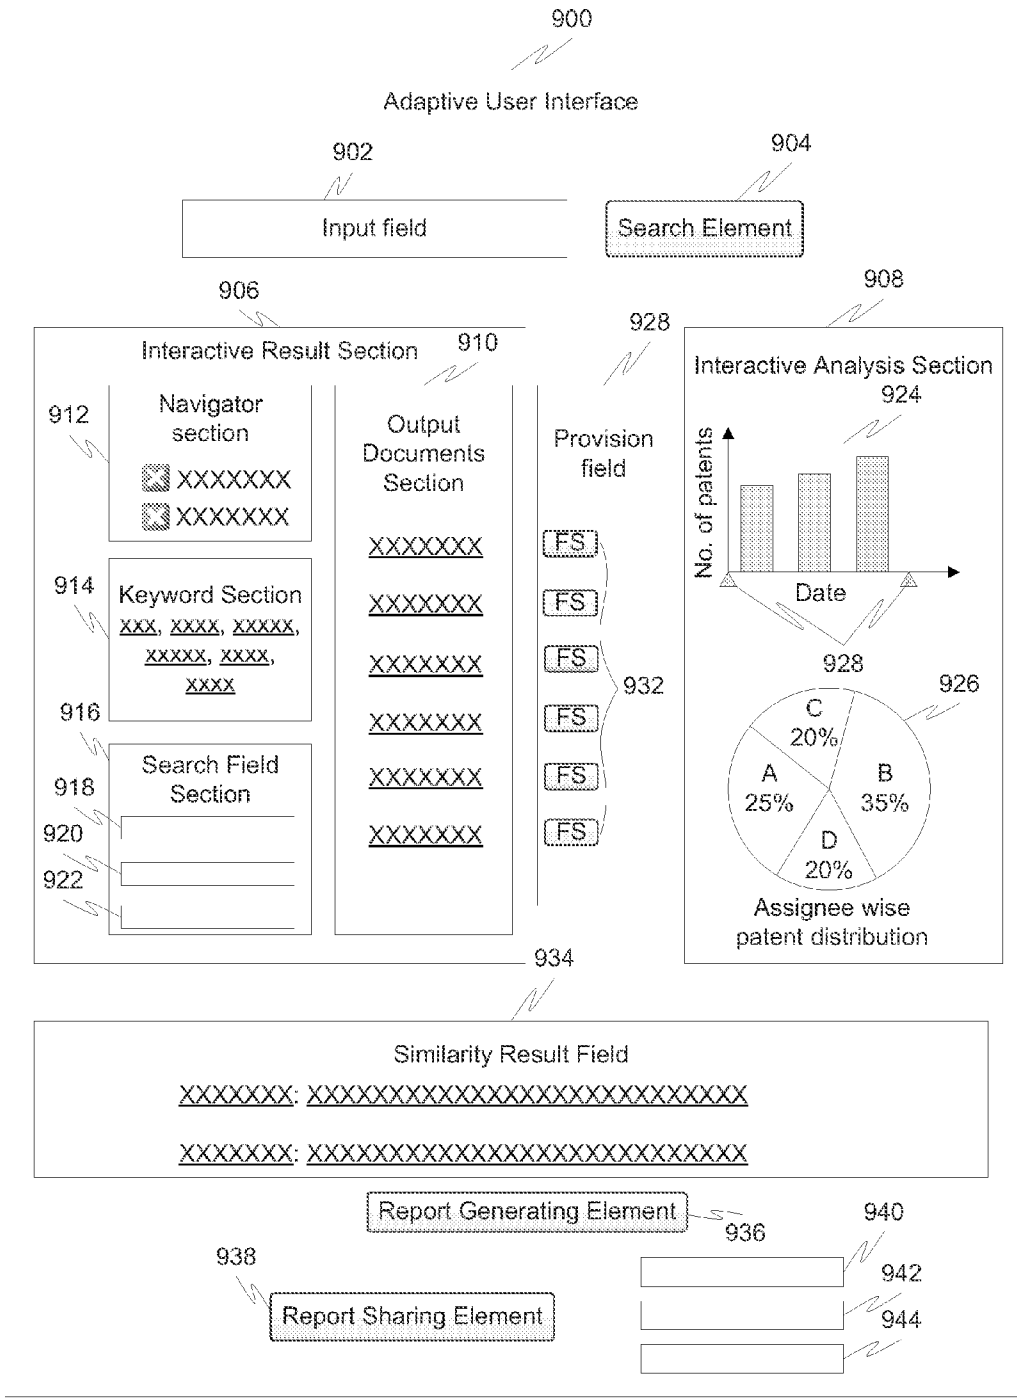 900
Adaptive User Interface
902
904
Input field
Search Element
906
908
928
910
Interactive Result Section
Interactive Analysis Section
912
Navigator
section
X XXXXXXX
X XXXXXXX
Output
Documents
Section
Provision
field
924
No. of patents
Date
928
914
Keyword Section
XXX, XXXX, XXXXX,
XXXXX, XXXX,
XXXX
XXXXXXX
XXXXXXX
XXXXXXX
XXXXXXX
XXXXXXX
XXXXXXX
FS
FS
FS
FS
FS
FS
932
926
C
20%
A
25%
B
35%
D
20%
Assignee wise
patent distribution
916
Search Field
Section
918
920
922
934
Similarity Result Field
XXXXXXX: XXXXXXXXXXXXXXXXXXXXXXXXXXX
XXXXXXX: XXXXXXXXXXXXXXXXXXXXXXXXXXX
Report Generating Element
936
940
938
942
Report Sharing Element
944